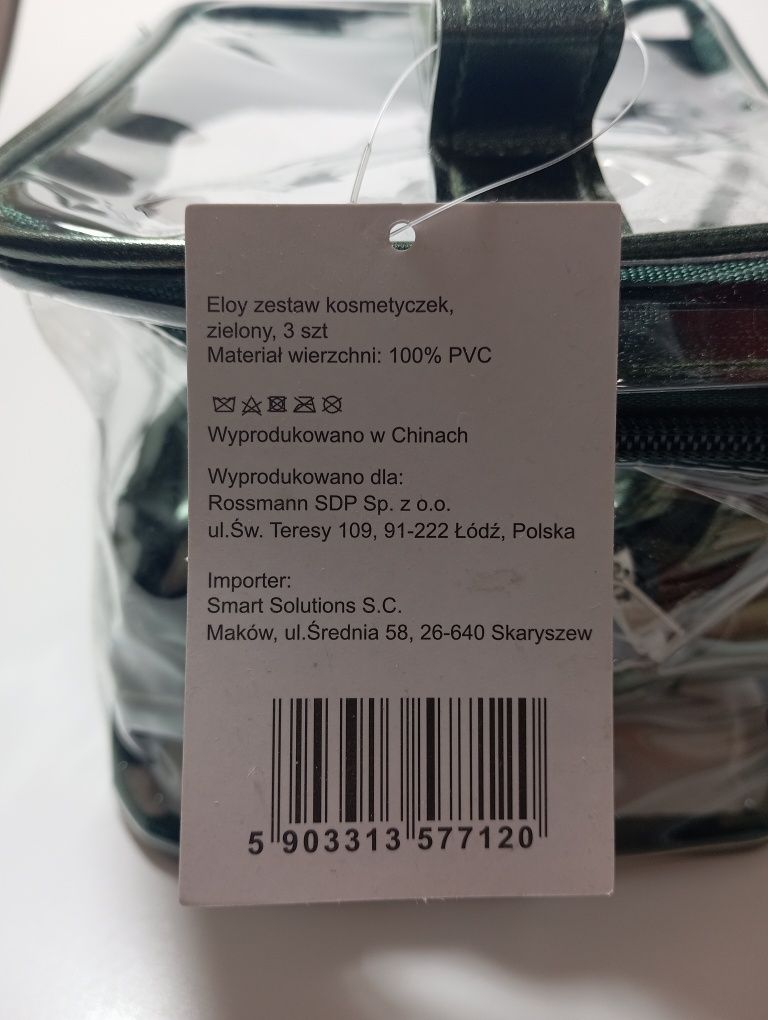 Eloy zestaw kosmetyczek,
zielony, 3 szt
Materiał wierzchni: 100% PVC
Wyprodukowano w Chinach
Wyprodukowano dla:
Rossmann SDP Sp. z o.o.
ul.Św. Teresy 109, 91-222 Łódź, Polska
Importer:
Smart Solutions S.C.
Maków, ul.Średnia 58, 26-640 Skaryszew
5 903313 577120